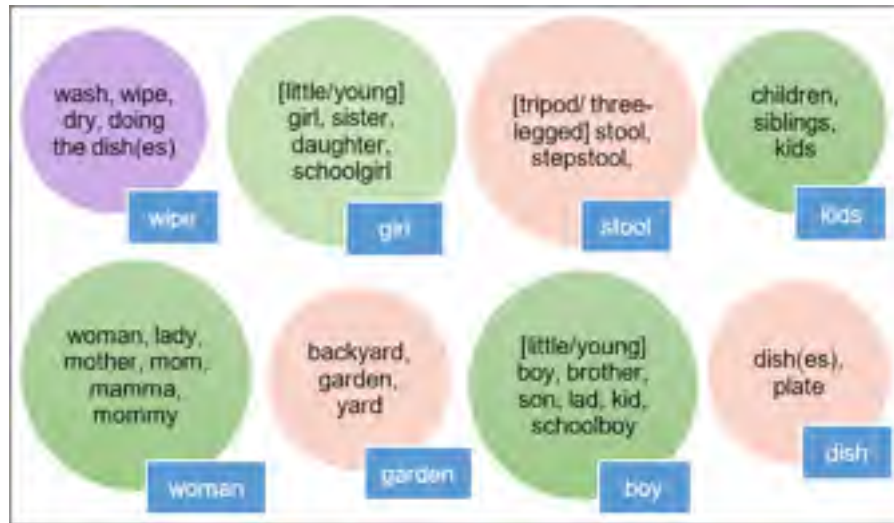 wash, wipe,
dry, doing
the dish(es)
wipe
[little/young]
girl, sister,
daughter,
schoolgirl
girl
[tripod/ three-
legged] stool,
stepstool,
stool
children,
siblings,
kids
kids
woman, lady,
mother, mom,
mamma,
mommy
woman
backyard,
garden,
yard
garden
[little/young]
boy, brother,
son, lad, kid,
schoolboy
boy
dish(es),
plate
dish